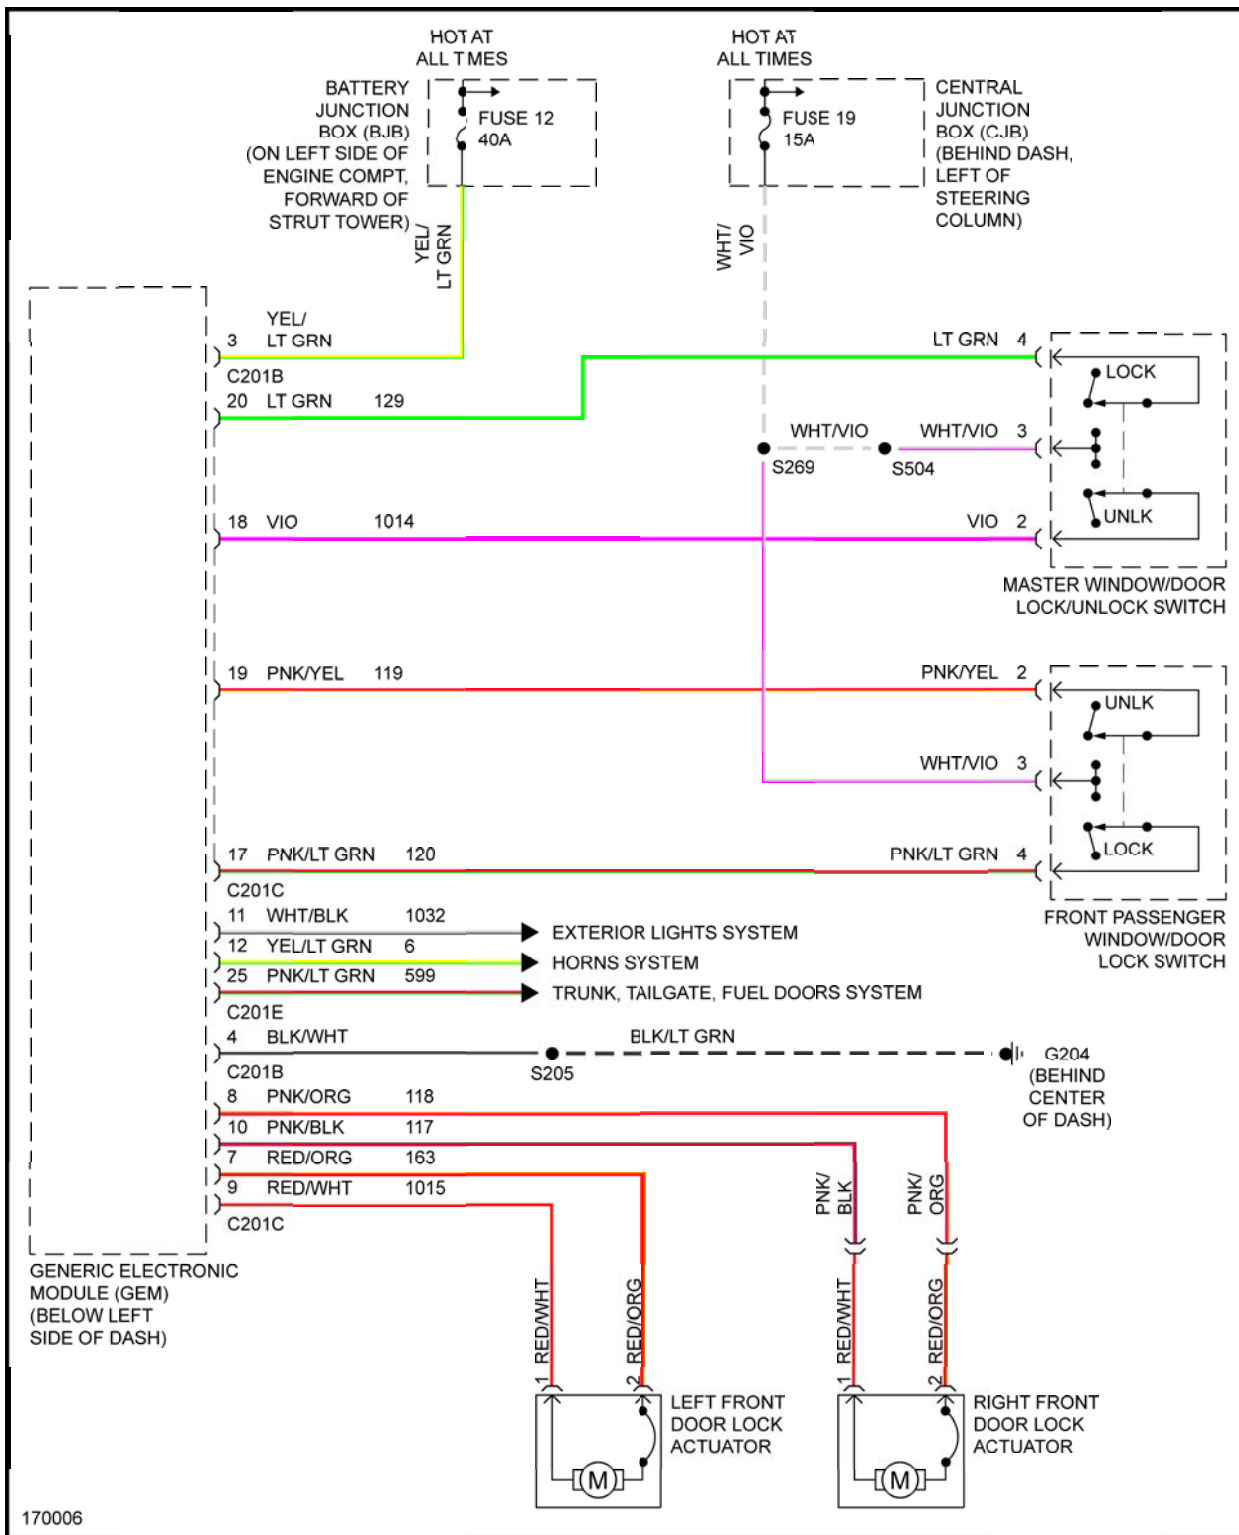 HOT AT
ALL TIMES
HOT AT
ALL TIMES
BATTERY
JUNCTION
BOX (BJB)
(ON LEFT SIDE OF
ENGINE COMPT,
FORWARD OF
STRUT TOWER)
FUSE 12
40A
FUSE 19
15A
CENTRAL
JUNCTION
BOX (CJB)
(BEHIND DASH,
LEFT OF
STEERING
COLUMN)
YEL/
LT GRN
WHT/
VIO
3 YEL/
LT GRN
C201B
20 LT GRN 129
LT GRN 4
LOCK
WHT/VIO
WHT/VIO 3
S269
S504
18 VIO 1014
VIO 2
UNLK
MASTER WINDOW/DOOR
LOCK/UNLOCK SWITCH
19 PNK/YEL 119
PNK/YEL 2
UNLK
WHT/VIO 3
17 PNK/LT GRN 120
PNK/LT GRN 4
LOCK
C201C
FRONT PASSENGER
WINDOW/DOOR
LOCK SWITCH
11 WHT/BLK 1032
EXTERIOR LIGHTS SYSTEM
12 YEL/LT GRN 6
HORNS SYSTEM
25 PNK/LT GRN 599
TRUNK, TAILGATE, FUEL DOORS SYSTEM
C201E
4 BLK/WHT
BLK/LT GRN
S205
C201B
G204
(BEHIND
CENTER
OF DASH)
8 PNK/ORG 118
10 PNK/BLK 117
7 RED/ORG 163
9 RED/WHT 1015
C201C
PNK/
BLK
PNK/
ORG
GENERIC ELECTRONIC
MODULE (GEM)
(BELOW LEFT
SIDE OF DASH)
1 RED/WHT
2 RED/ORG
1 RED/WHT
2 RED/ORG
LEFT FRONT
DOOR LOCK
ACTUATOR
RIGHT FRONT
DOOR LOCK
ACTUATOR
M
M
170006